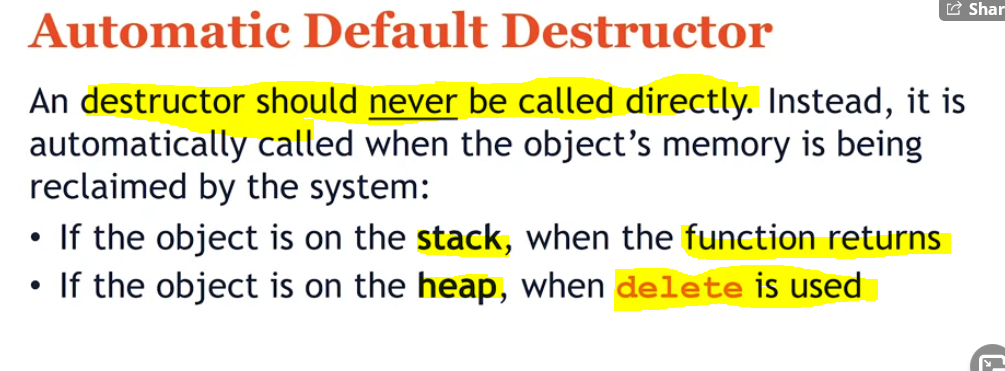 Shar
Automatic Default Destructor
An destructor should never be called directly. Instead, it is
automatically called when the object’s memory is being
reclaimed by the system:
• If the object is on the stack, when the function returns
• If the object is on the heap, when delete is used